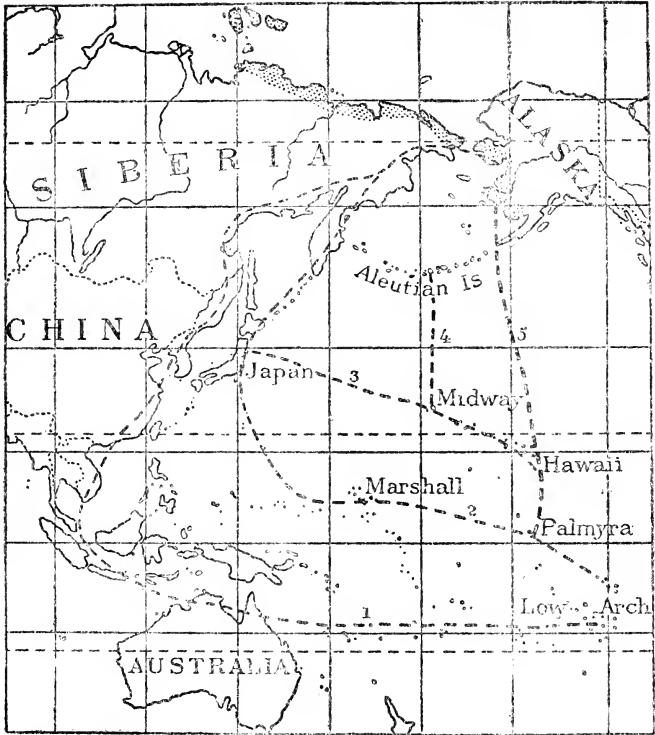 ALASKA
SIBERIA
Aleutian Is
CHINA
4
5
Japan
3
Midway
Hawaii
Marshall
2
Palmyra
1
Low Arch
AUSTRALIA